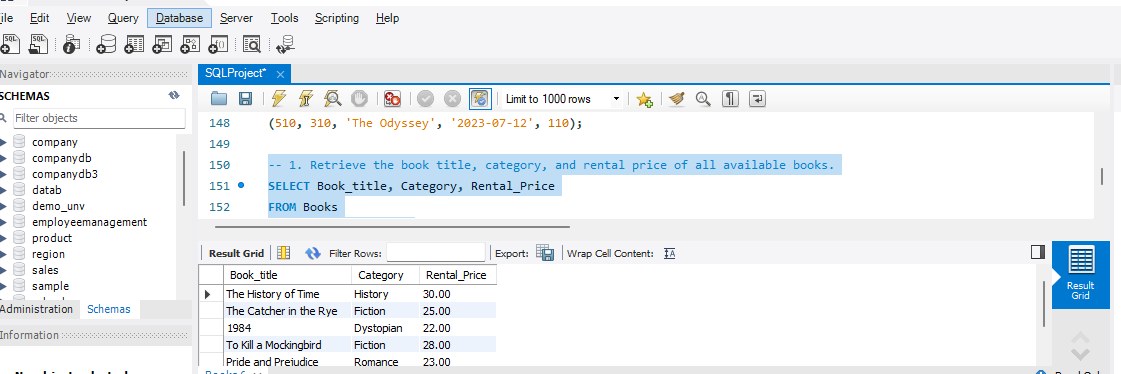 ile Edit View Query Database Server Tools Scripting Help
Navigator
SCHEMAS
Filter objects
company
companydb
companydb3
datab
demo_unv
employeemanagement
product
region
sales
sample
Administration Schemas
Information
SQLProject*
Limit to 1000 rows
148 (510, 310, 'The Odyssey', '2023-07-12', 110);
149
150 -- 1. Retrieve the book title, category, and rental price of all available books.
151 SELECT Book_title, Category, Rental_Price
152 FROM Books
Result Grid Filter Rows: Export: Wrap Cell Content:
Book_title Category Rental_Price
The History of Time History 30.00
The Catcher in the Rye Fiction 25.00
1984 Dystopian 22.00
To Kill a Mockingbird Fiction 28.00
Pride and Prejudice Romance 23.00
Result
Grid